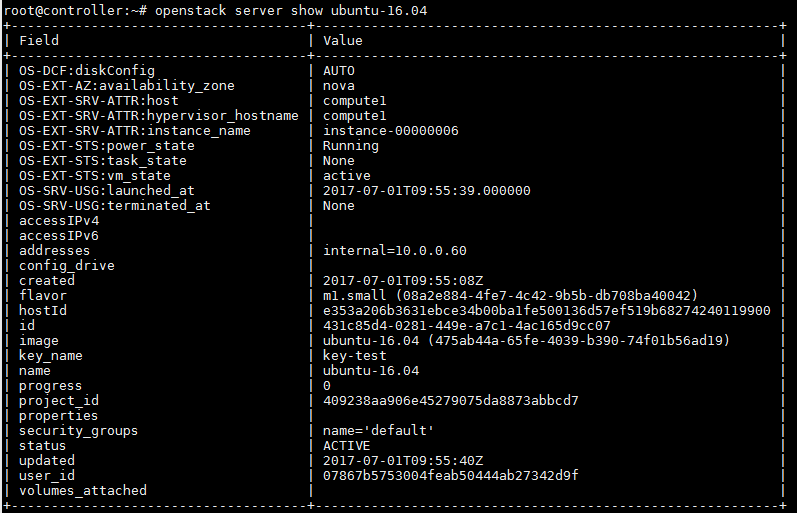 root@controller:~# openstack server show ubuntu-16.04
+-------------------------------------+----------------------------------------------------------+
| Field                               | Value                                                    |
+-------------------------------------+----------------------------------------------------------+
| OS-DCF:diskConfig                   | AUTO                                                     |
| OS-EXT-AZ:availability_zone         | nova                                                     |
| OS-EXT-SRV-ATTR:host                | compute1                                                 |
| OS-EXT-SRV-ATTR:hypervisor_hostname | compute1                                                 |
| OS-EXT-SRV-ATTR:instance_name       | instance-00000006                                        |
| OS-EXT-STS:power_state              | Running                                                  |
| OS-EXT-STS:task_state               | None                                                     |
| OS-EXT-STS:vm_state                 | active                                                   |
| OS-SRV-USG:launched_at              | 2017-07-01T09:55:39.000000                               |
| OS-SRV-USG:terminated_at            | None                                                     |
| accessIPv4                          |                                                          |
| accessIPv6                          |                                                          |
| addresses                           | internal=10.0.0.60                                       |
| config_drive                        |                                                          |
| created                             | 2017-07-01T09:55:08Z                                     |
| flavor                              | m1.small (08a2e884-4fe7-4c42-9b5b-db708ba40042)          |
| hostId                              | e353a206b3631ebce34b00ba1fe500136d57ef519b68274240119900 |
| id                                  | 431c85d4-0281-449e-a7c1-4ac165d9cc07                     |
| image                               | ubuntu-16.04 (475ab44a-65fe-4039-b390-74f01b56ad19)      |
| key_name                            | key-test                                                 |
| name                                | ubuntu-16.04                                             |
| progress                            | 0                                                        |
| project_id                          | 409238aa906e45279075da8873abbcd7                         |
| properties                          |                                                          |
| security_groups                     | name='default'                                           |
| status                              | ACTIVE                                                   |
| updated                             | 2017-07-01T09:55:40Z                                     |
| user_id                             | 07867b5753004feab50444ab27342d9f                         |
| volumes_attached                    |                                                          |
+-------------------------------------+----------------------------------------------------------+